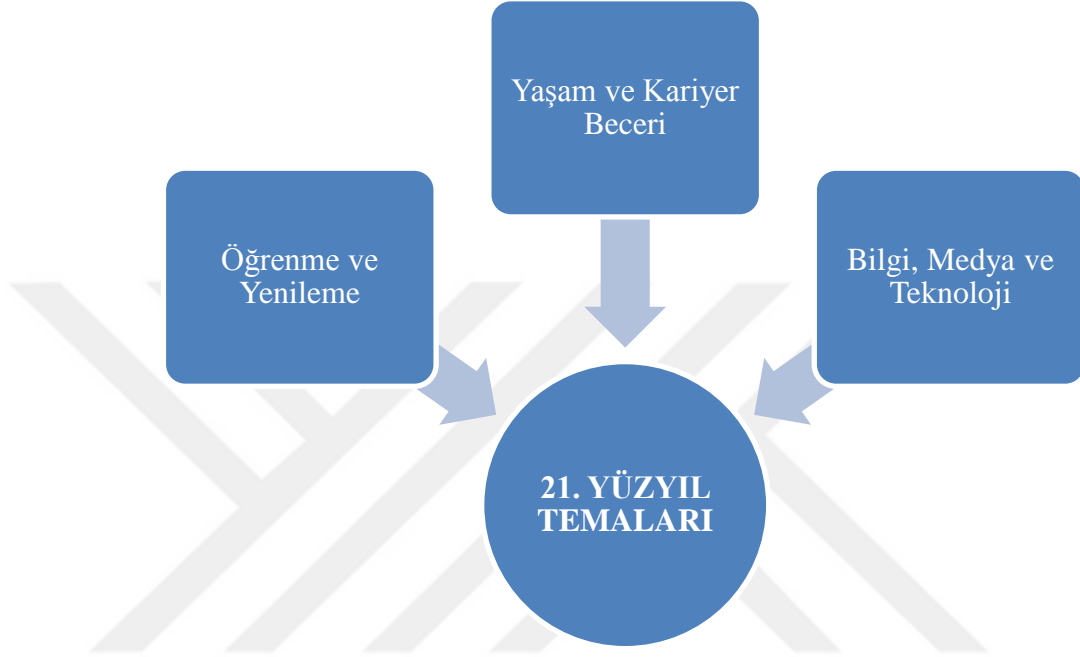 Yaşam ve Kariyer
Beceri
Öğrenme ve
Yenileme
Bilgi, Medya ve
Teknoloji
21. YÜZYIL
TEMALARI